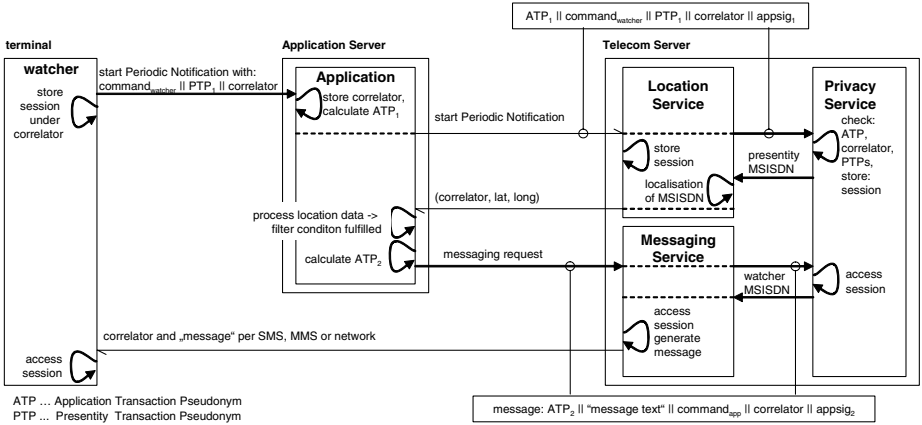 ATP1 || commandwatcher || PTP1 || correlator || appsig1
terminal
Application Server
Telecom Server
watcher
store
session
under
correlator
start Periodic Notification with:
commandwatcher || PTP1 || correlator
Application
store correlator,
calculate ATP1
start Periodic Notification
Location
Service
store
session
localisation
of MSISDN
presentity
MSISDN
Privacy
Service
check:
ATP,
correlator,
PTPs,
store:
session
(correlator, lat, long)
process location data ->
filter conditon fulfilled
calculate ATP2
messaging request
Messaging
Service
watcher
MSISDN
access
session
access
session
generate
message
correlator and „message“ per SMS, MMS or network
access
session
ATP … Application Transaction Pseudonym
PTP ... Presentity Transaction Pseudonym
message: ATP2 || “message text“ || commandapp || correlator || appsig2